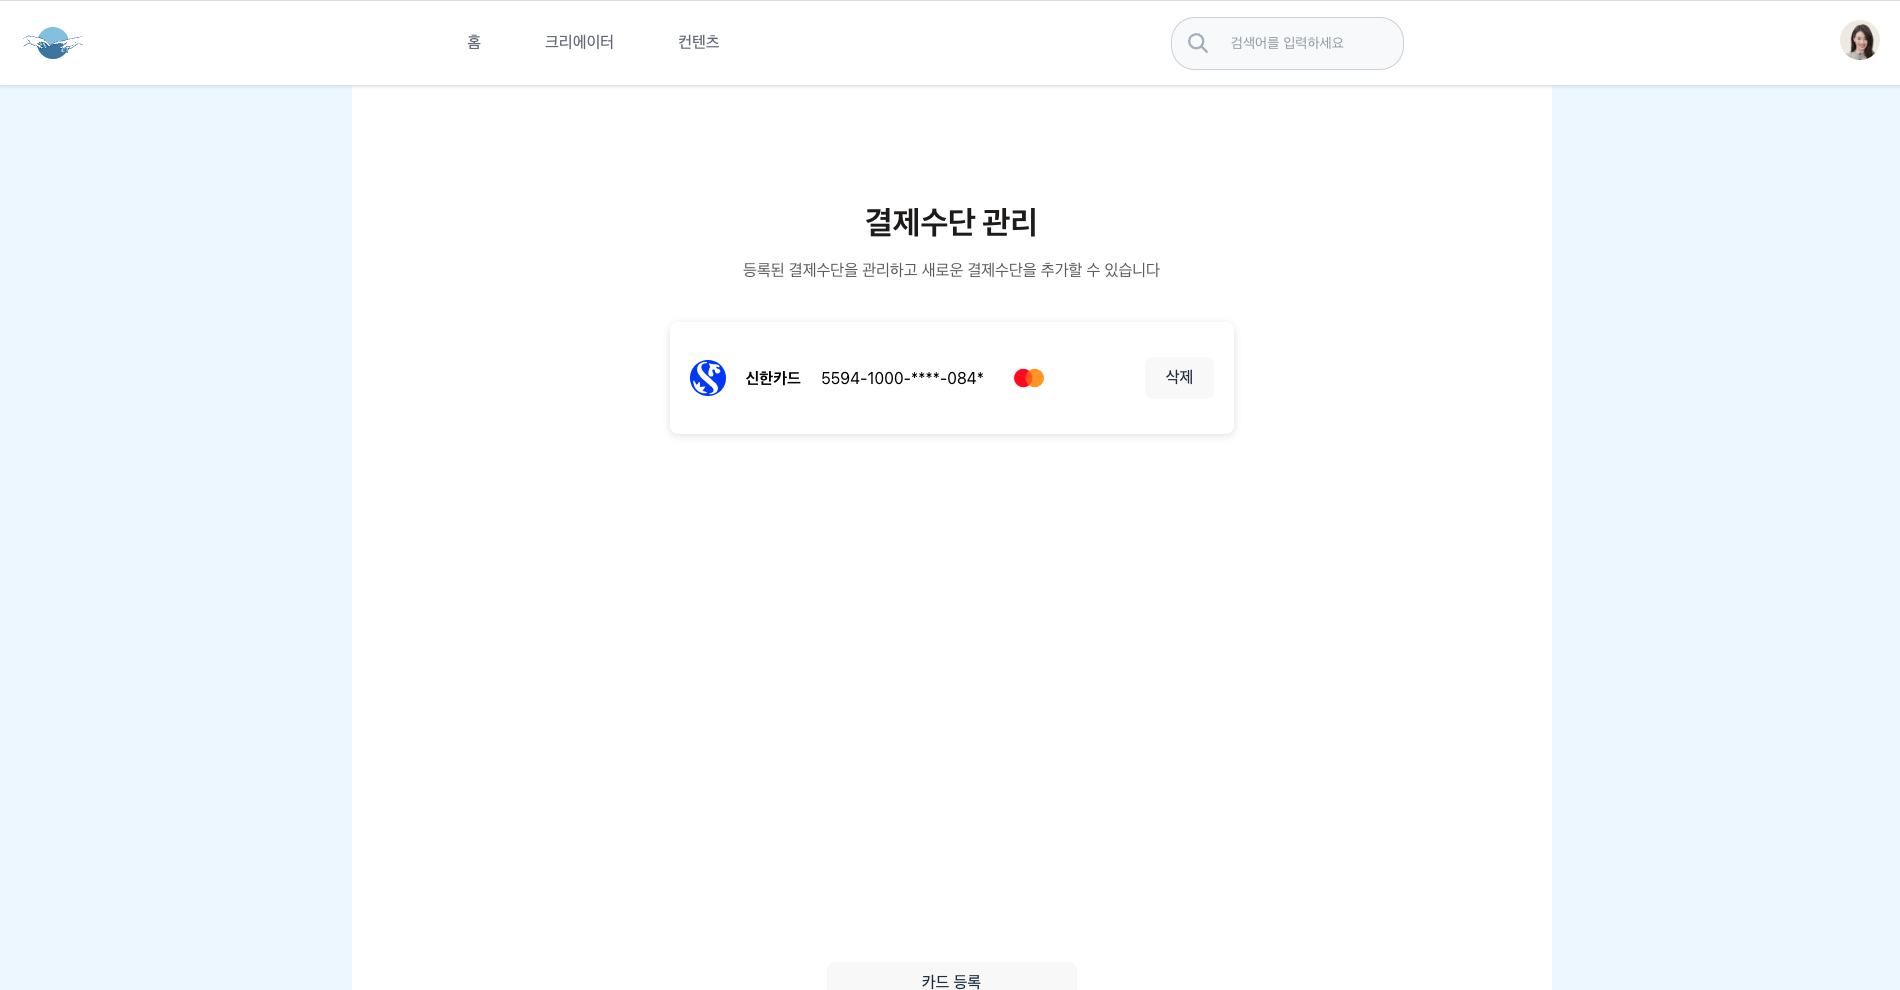 홈
크리에이터
컨텐츠
검색어를 입력하세요
결제수단 관리
등록된 결제수단을 관리하고 새로운 결제수단을 추가할 수 있습니다
신한카드 5594-1000-****-084*
삭제
카드 등록